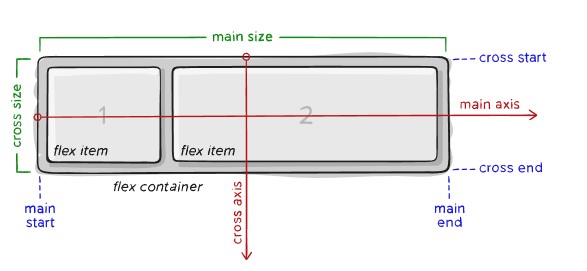 main size
cross start
cross size
1
2
main axis
flex item
flex item
cross end
flex container
cross axis
main
start
main
end